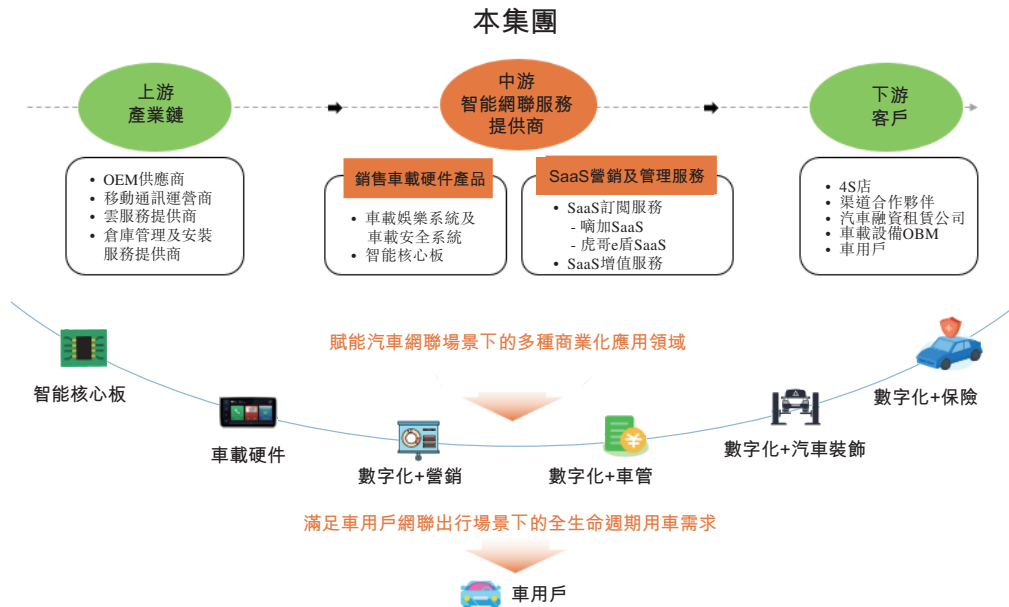 本集團
上游
產業鏈
中游
智能網聯服務
提供商
下游
客戶
• OEM供應商
• 移動通訊運營商
• 雲服務提供商
• 倉庫管理及安裝
服務提供商
銷售車載硬件產品
• 車載娛樂系統及
車載安全系統
• 智能核心板
SaaS營銷及管理服務
• SaaS訂閱服務
- 嘀加SaaS
- 虎哥e盾SaaS
• SaaS增值服務
• 4S店
• 渠道合作夥伴
• 汽車融資租賃公司
• 車載設備OBM
• 車用戶
賦能汽車網聯場景下的多種商業化應用領域
智能核心板
車載硬件
數字化+營銷
數字化+車管
數字化+汽車裝飾
數字化+保險
滿足車用戶網聯出行場景下的全生命週期用車需求
車用戶